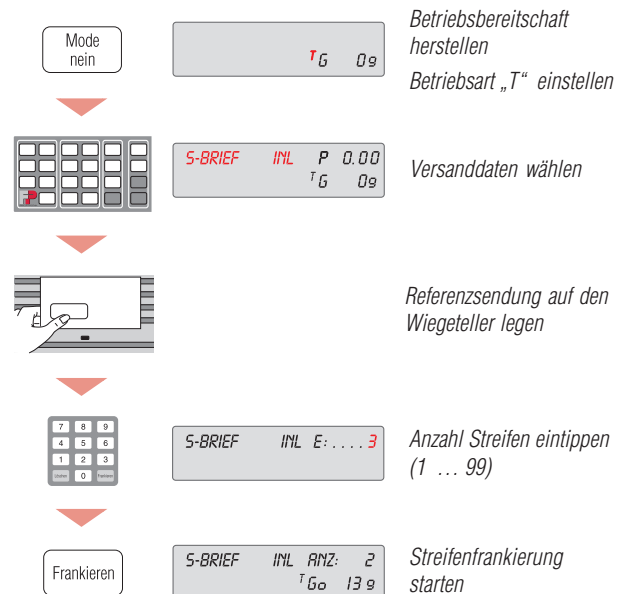 Mode
nein
T G 0g
Betriebsbereitschaft
herstellen
Betriebsart „T“ einstellen
S-BRIEF INL P 0.00
T G 0g
Versanddaten wählen
Referenzsendung auf den
Wiegeteller legen
7 8 9
4 5 6
1 2 3
0
S-BRIEF INL E:....3
Anzahl Streifen eintippen
(1 … 99)
Frankieren
S-BRIEF INL ANZ: 2
T Go 13 g
Streifenfrankierung
starten